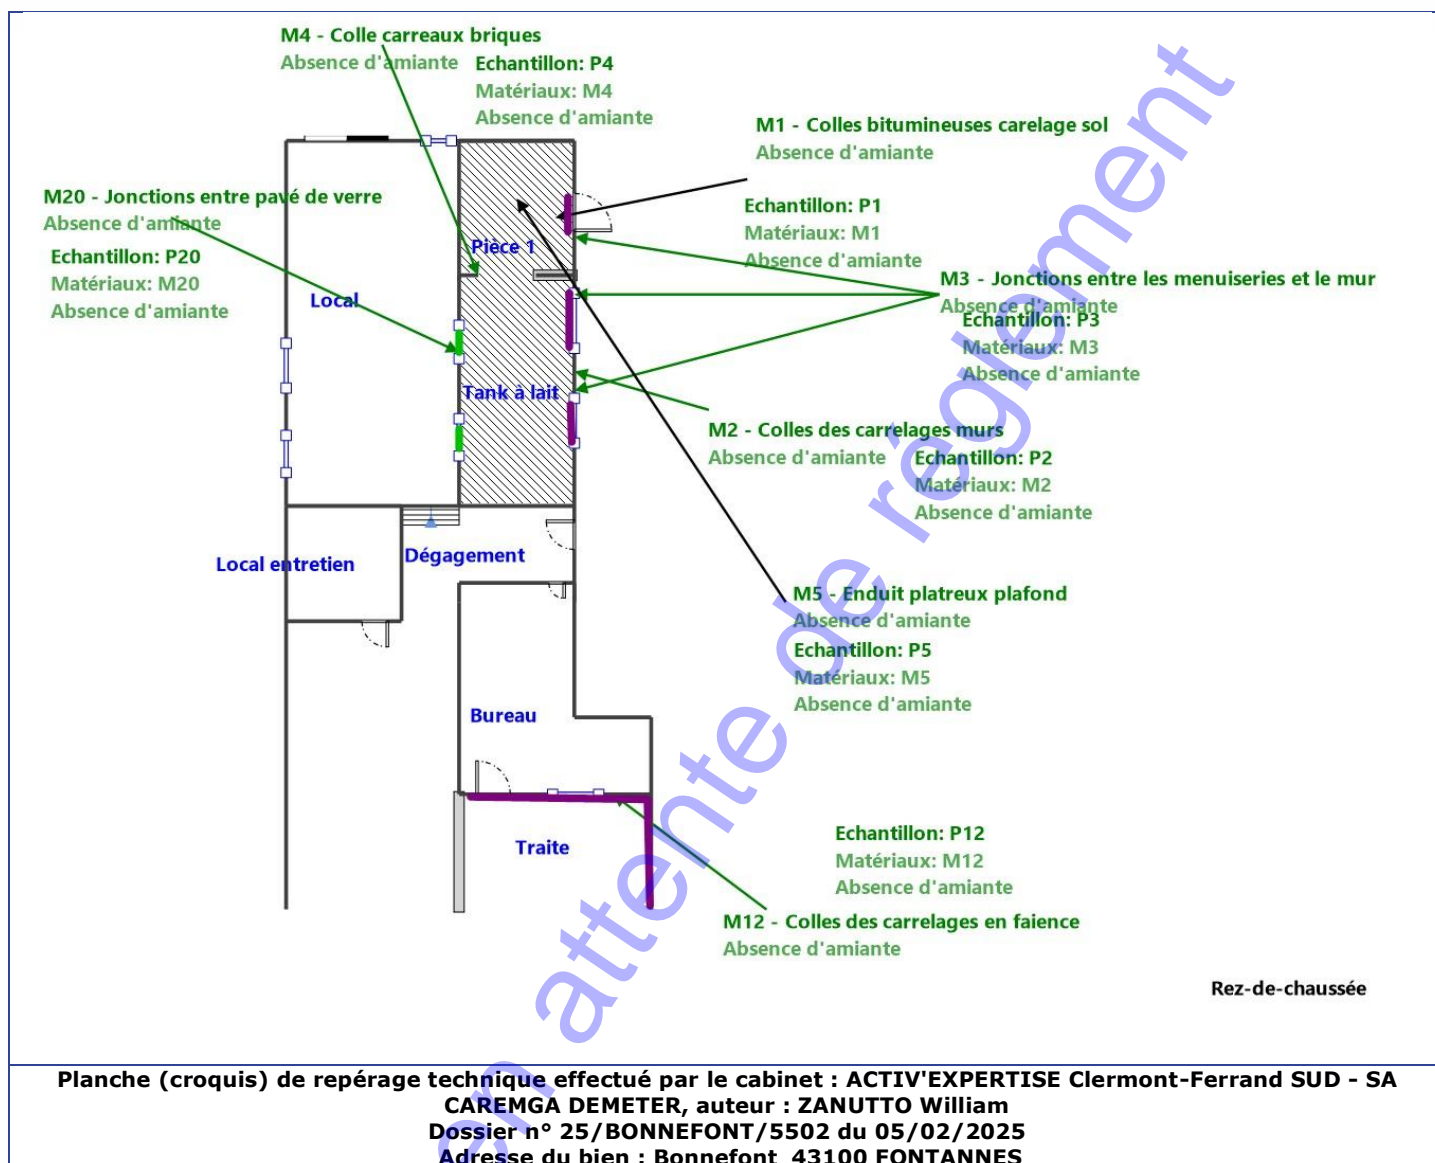 M4 - Colle carreaux briques
Absence d'amiante
Echantillon: P4
Matériaux: M4
Absence d'amiante
M1 - Colles bitumineuses carelage sol
Absence d'amiante
M20 - Jonctions entre pavé de verre
Absence d'amiante
Echantillon: P1
Matériaux: M1
Absence d'amiante
Echantillon: P20
Matériaux: M20
Absence d'amiante
Pièce 1
Local
M3 - Jonctions entre les menuiseries et le mur
Absence d'amiante
Echantillon: P3
Matériaux: M3
Absence d'amiante
Tank à lait
M2 - Colles des carrelages murs
Absence d'amiante
Echantillon: P2
Matériaux: M2
Absence d'amiante
Local entretien
Dégagement
M5 - Enduit platreux plafond
Absence d'amiante
Echantillon: P5
Matériaux: M5
Absence d'amiante
Bureau
Traite
Echantillon: P12
Matériaux: M12
Absence d'amiante
M12 - Colles des carrelages en faience
Absence d'amiante
Rez-de-chaussée
en attente de réglement
Planche (croquis) de repérage technique effectué par le cabinet : ACTIV'EXPERTISE Clermont-Ferrand SUD - SA
CAREMGA DEMETER, auteur : ZANUTTO William
Dossier n° 25/BONNEFONT/5502 du 05/02/2025
Adresse du bien : Bonnefont 43100 FONTANNES